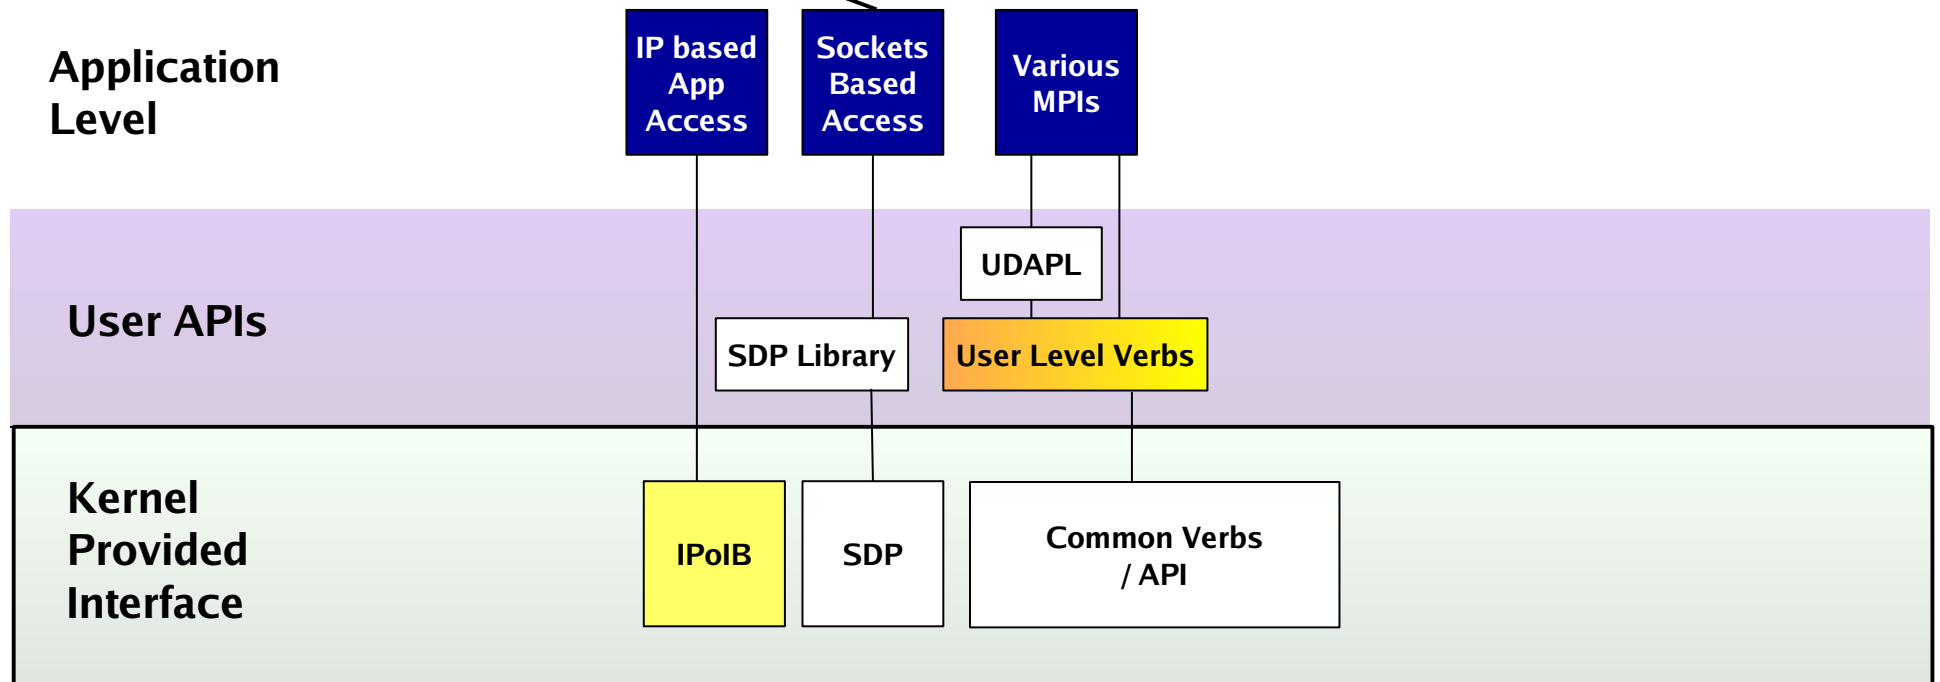 Application
Level
IP based
App
Access
Sockets
Based
Access
Various
MPIs
User APIs
UDAPL
SDP Library
User Level Verbs
Kernel
Provided
Interface
IPoIB
SDP
Common Verbs
/ API